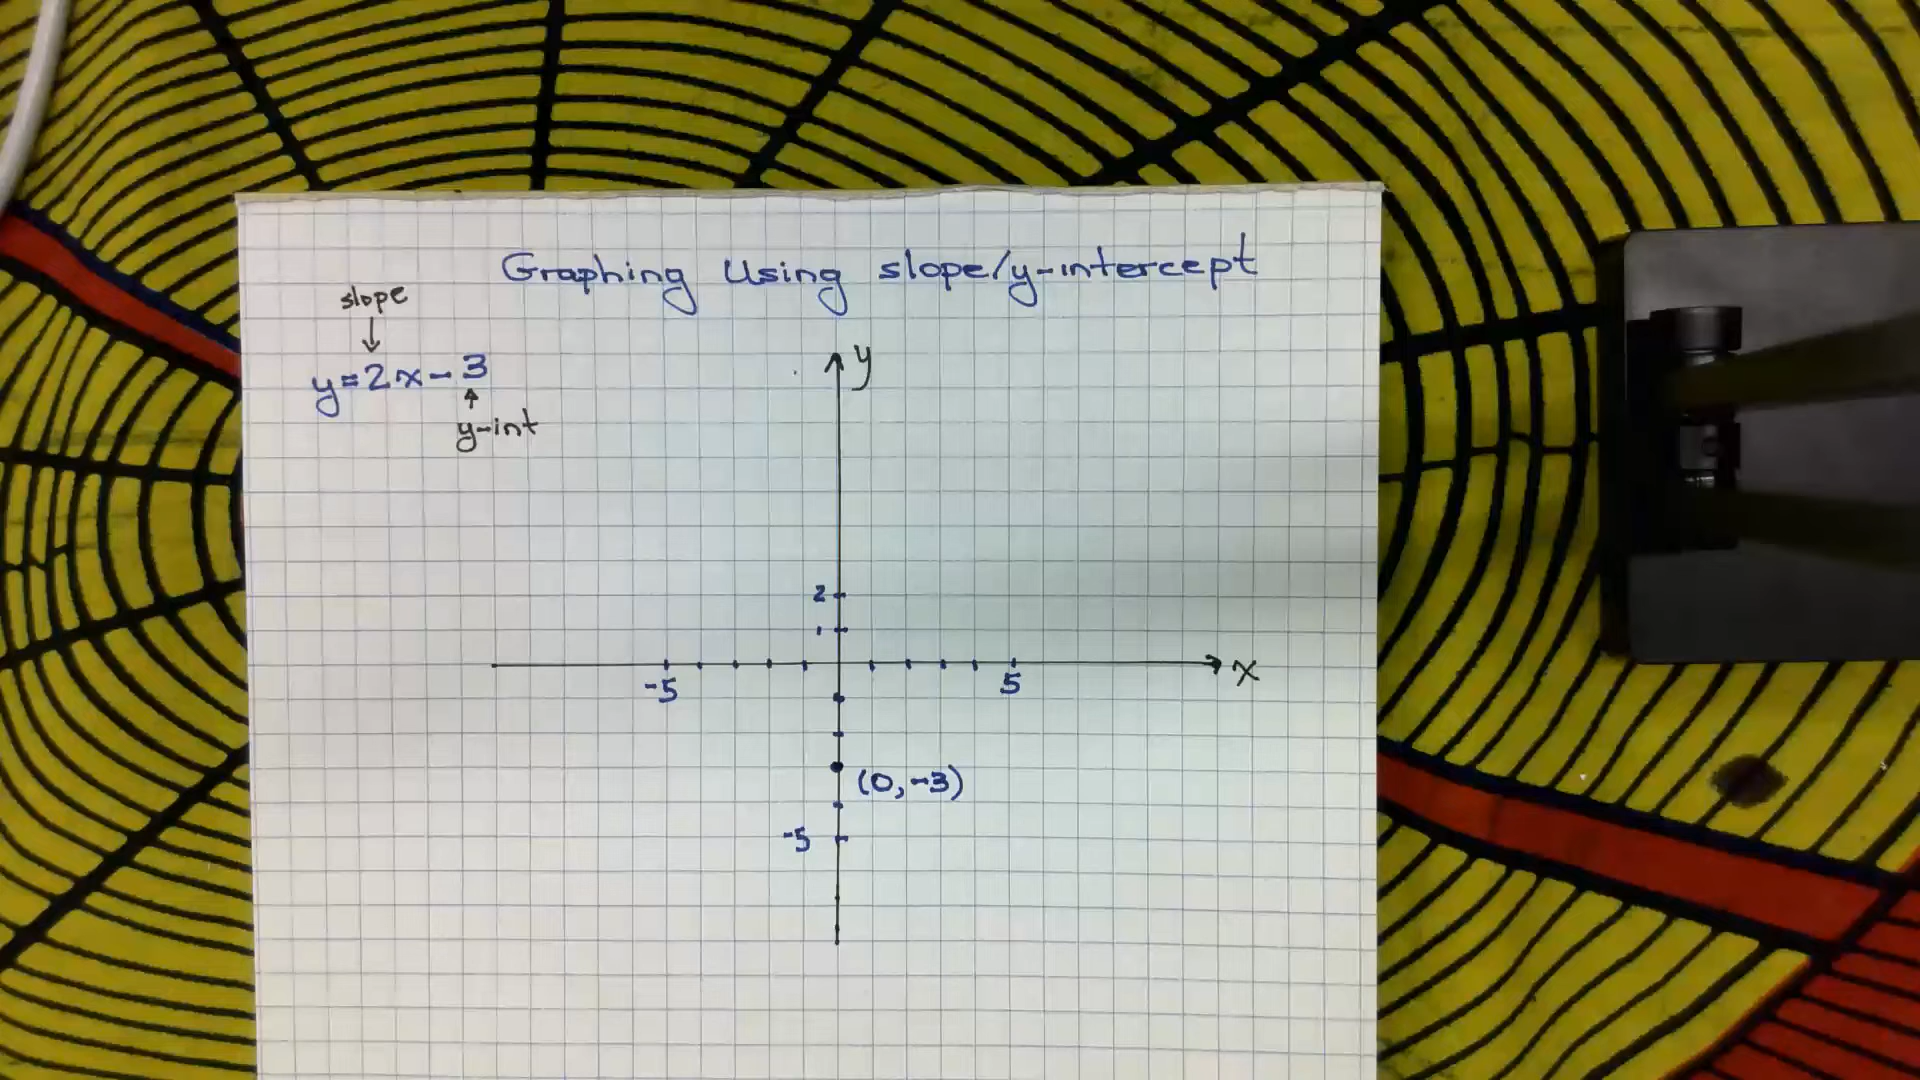 Graphing Using slope/y-intercept
slope
↓
y=2x-3
↑
y-int
y
2
1
-5
5
x
(0,-3)
-5